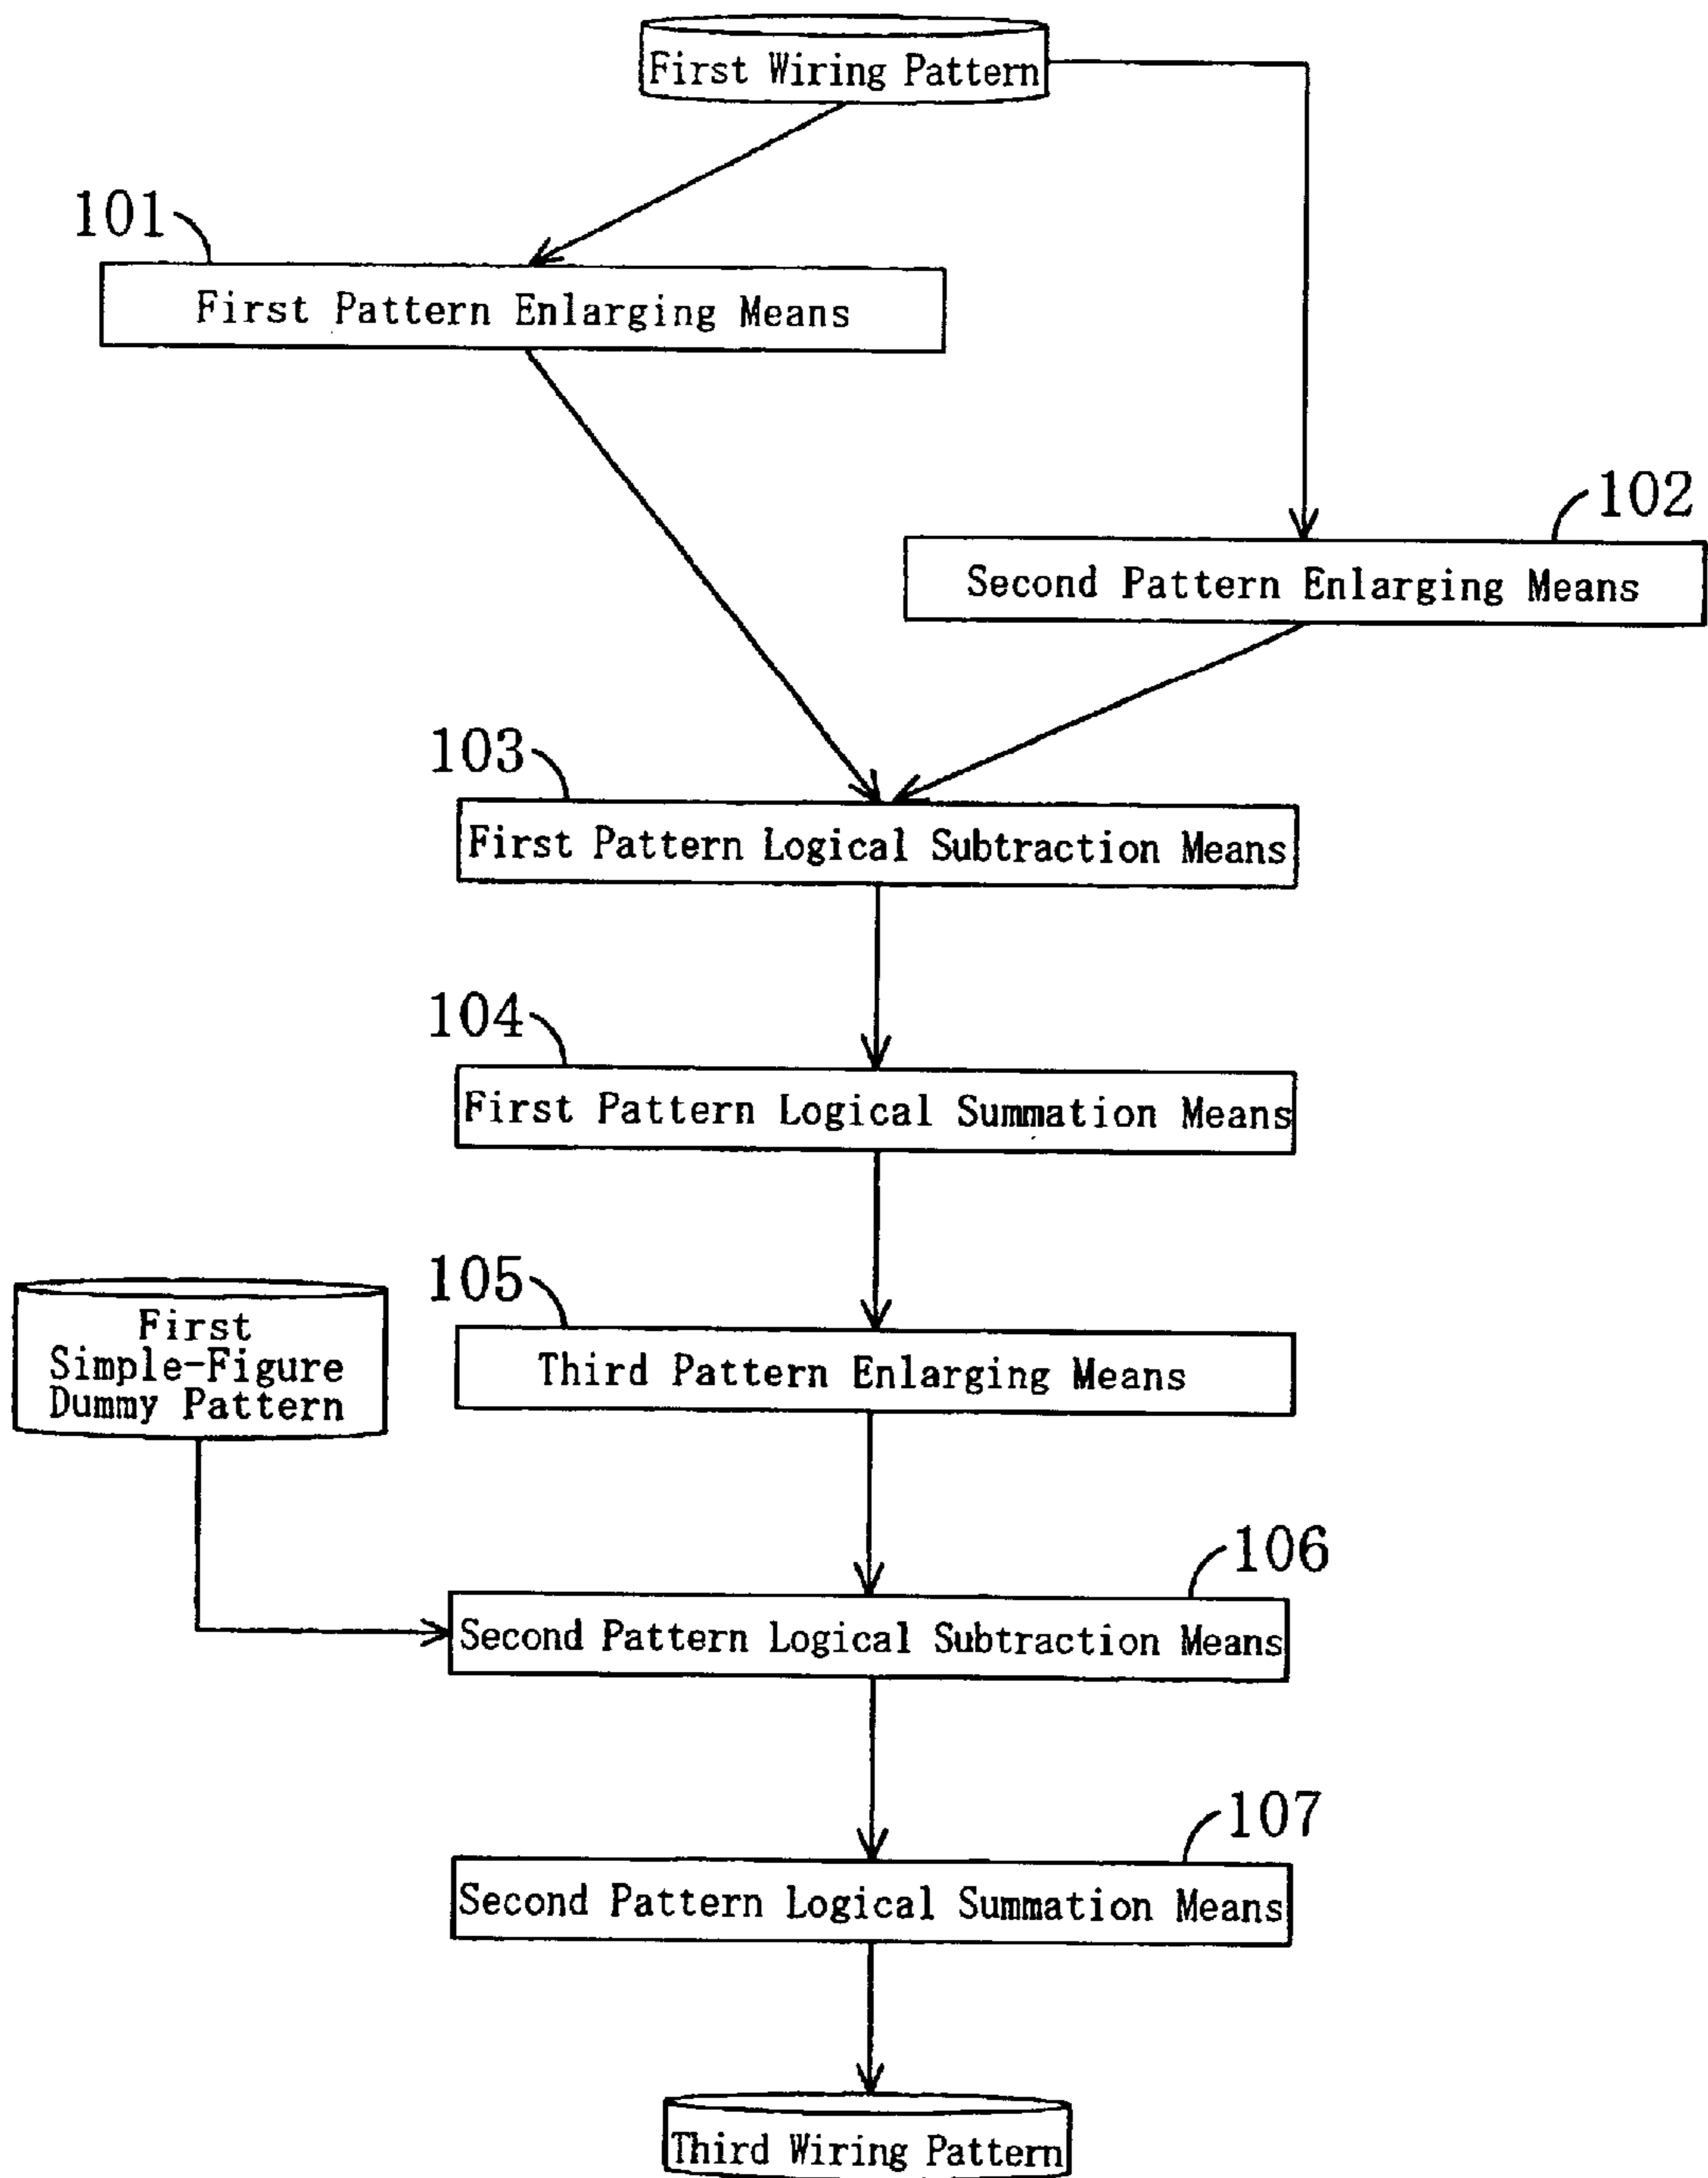 First Wiring Pattern
101
First Pattern Enlarging Means
102
Second Pattern Enlarging Means
103
First Pattern Logical Subtraction Means
104
First Pattern Logical Summation Means
105
First
Simple-Figure
Dummy Pattern
Third Pattern Enlarging Means
106
Second Pattern Logical Subtraction Means
107
Second Pattern Logical Summation Means
Third Wiring Pattern